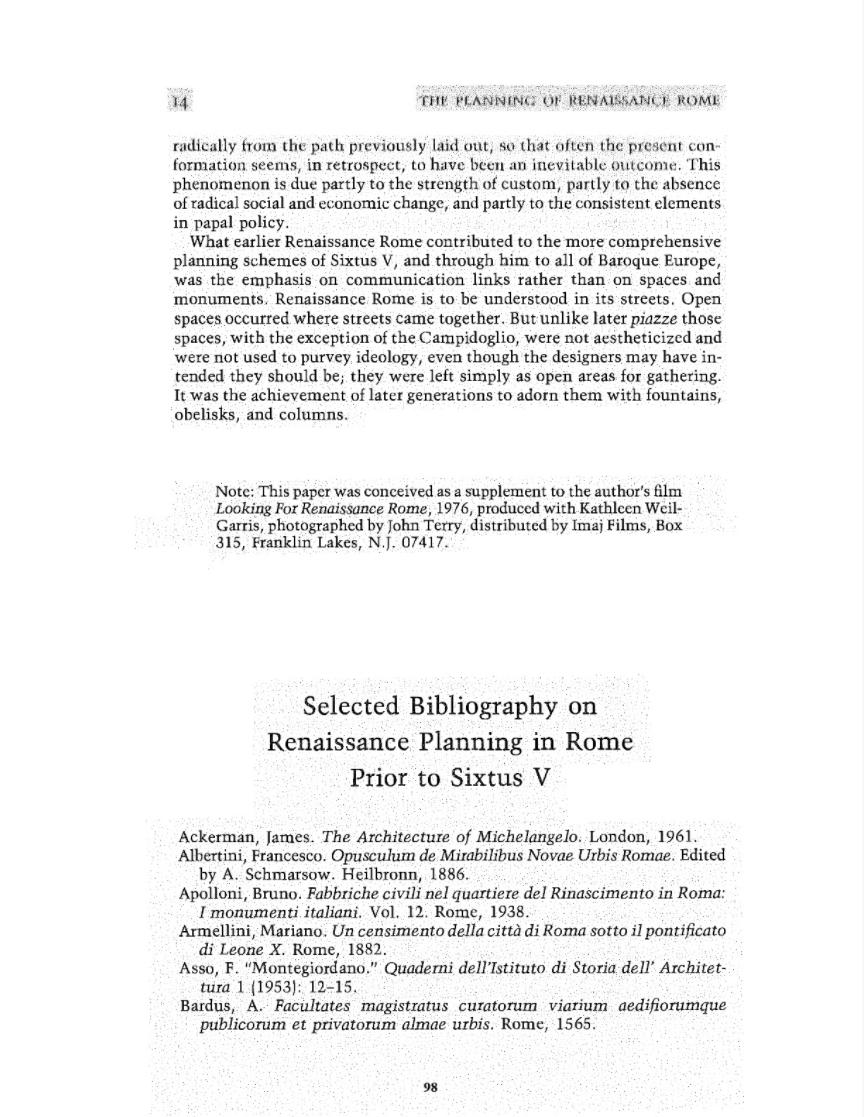 14 THE PLANNING OF RENAISSANCE ROME
radically from the path previously laid out, so that often the present con-
formation seems, in retrospect, to have been an inevitable outcome. This
phenomenon is due partly to the strength of custom, partly to the absence
of radical social and economic change, and partly to the consistent elements
in papal policy.
What earlier Renaissance Rome contributed to the more comprehensive
planning schemes of Sixtus V, and through him to all of Baroque Europe,
was the emphasis on communication links rather than on spaces and
monuments. Renaissance Rome is to be understood in its streets. Open
spaces occurred where streets came together. But unlike later piazze those
spaces, with the exception of the Campidoglio, were not aestheticized and
were not used to purvey ideology, even though the designers may have in-
tended they should be; they were left simply as open areas for gathering.
It was the achievement of later generations to adorn them with fountains,
obelisks, and columns.
Note: This paper was conceived as a supplement to the author's film
Looking For Renaissance Rome, 1976, produced with Kathleen Weil-
Garris, photographed by John Terry, distributed by Imaj Films, Box
315, Franklin Lakes, N.J. 07417.
Selected Bibliography on
Renaissance Planning in Rome
Prior to Sixtus V
Ackerman, James. The Architecture of Michelangelo. London, 1961.
Albertini, Francesco. Opusculum de Mirabilibus Novae Urbis Romae. Edited
by A. Schmarsow. Heilbronn, 1886.
Apolloni, Bruno. Fabbriche civili nel quartiere del Rinascimento in Roma:
I monumenti italiani. Vol. 12. Rome, 1938.
Armellini, Mariano. Un censimento della città di Roma sotto il pontificato
di Leone X. Rome, 1882.
Asso, F. "Montegiordano." Quaderni dell'Istituto di Storia dell' Architet-
tura 1 (1953): 12-15.
Bardus, A. Facultates magistratus curatorum viarium aedifiorumque
publicorum et privatorum almae urbis. Rome, 1565.
98